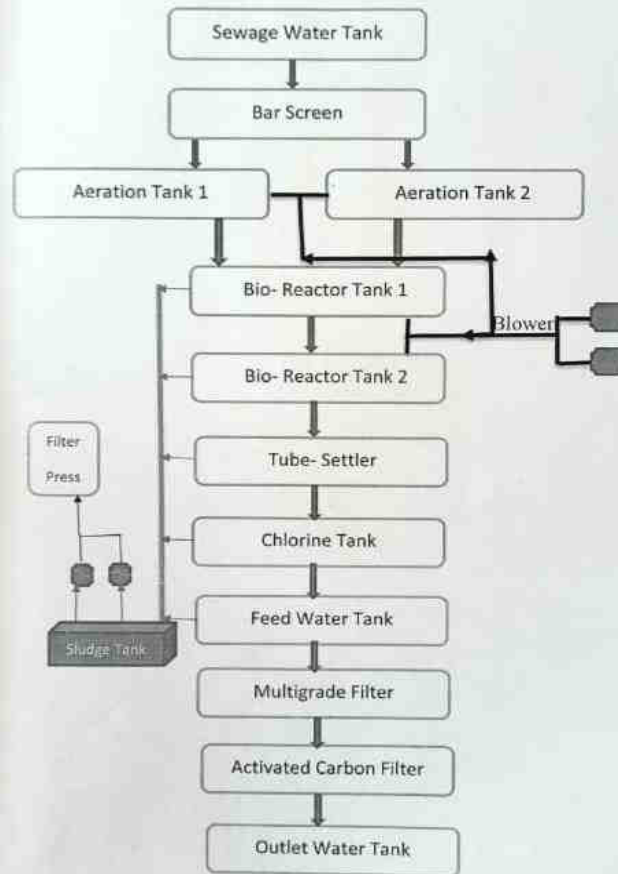 Sewage Water Tank
Bar Screen
Aeration Tank 1
Aeration Tank 2
Bio- Reactor Tank 1
Blower
Bio- Reactor Tank 2
Filter
Press
Tube- Settler
Chlorine Tank
Feed Water Tank
Sludge Tank
Multigrade Filter
Activated Carbon Filter
Outlet Water Tank